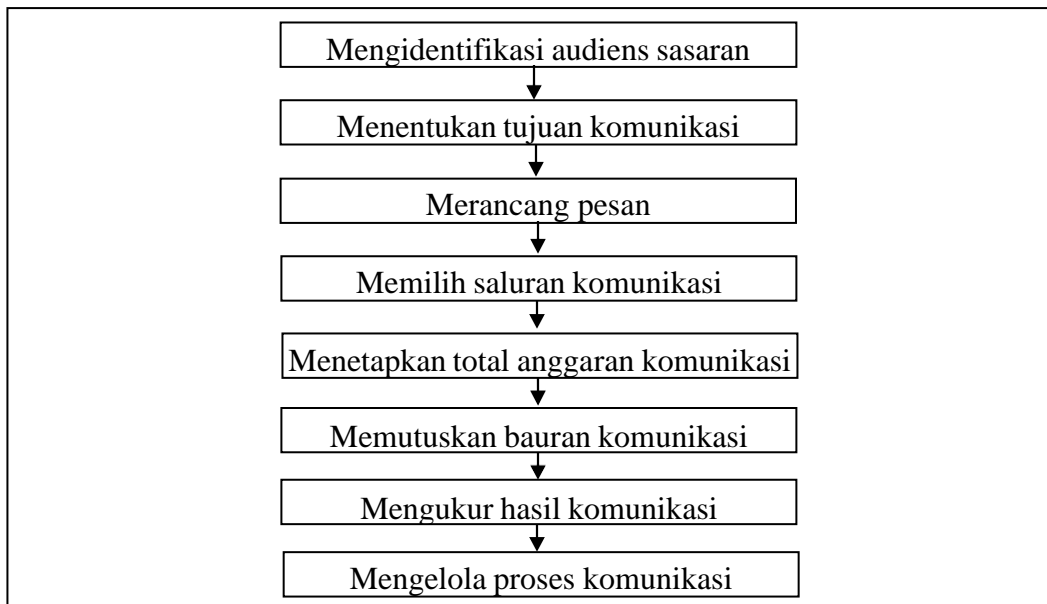 Mengidentifikasi audiens sasaran
Menentukan tujuan komunikasi
Merancang pesan
Memilih saluran komunikasi
Menetapkan total anggaran komunikasi
Memutuskan bauran komunikasi
Mengukur hasil komunikasi
Mengelola proses komunikasi